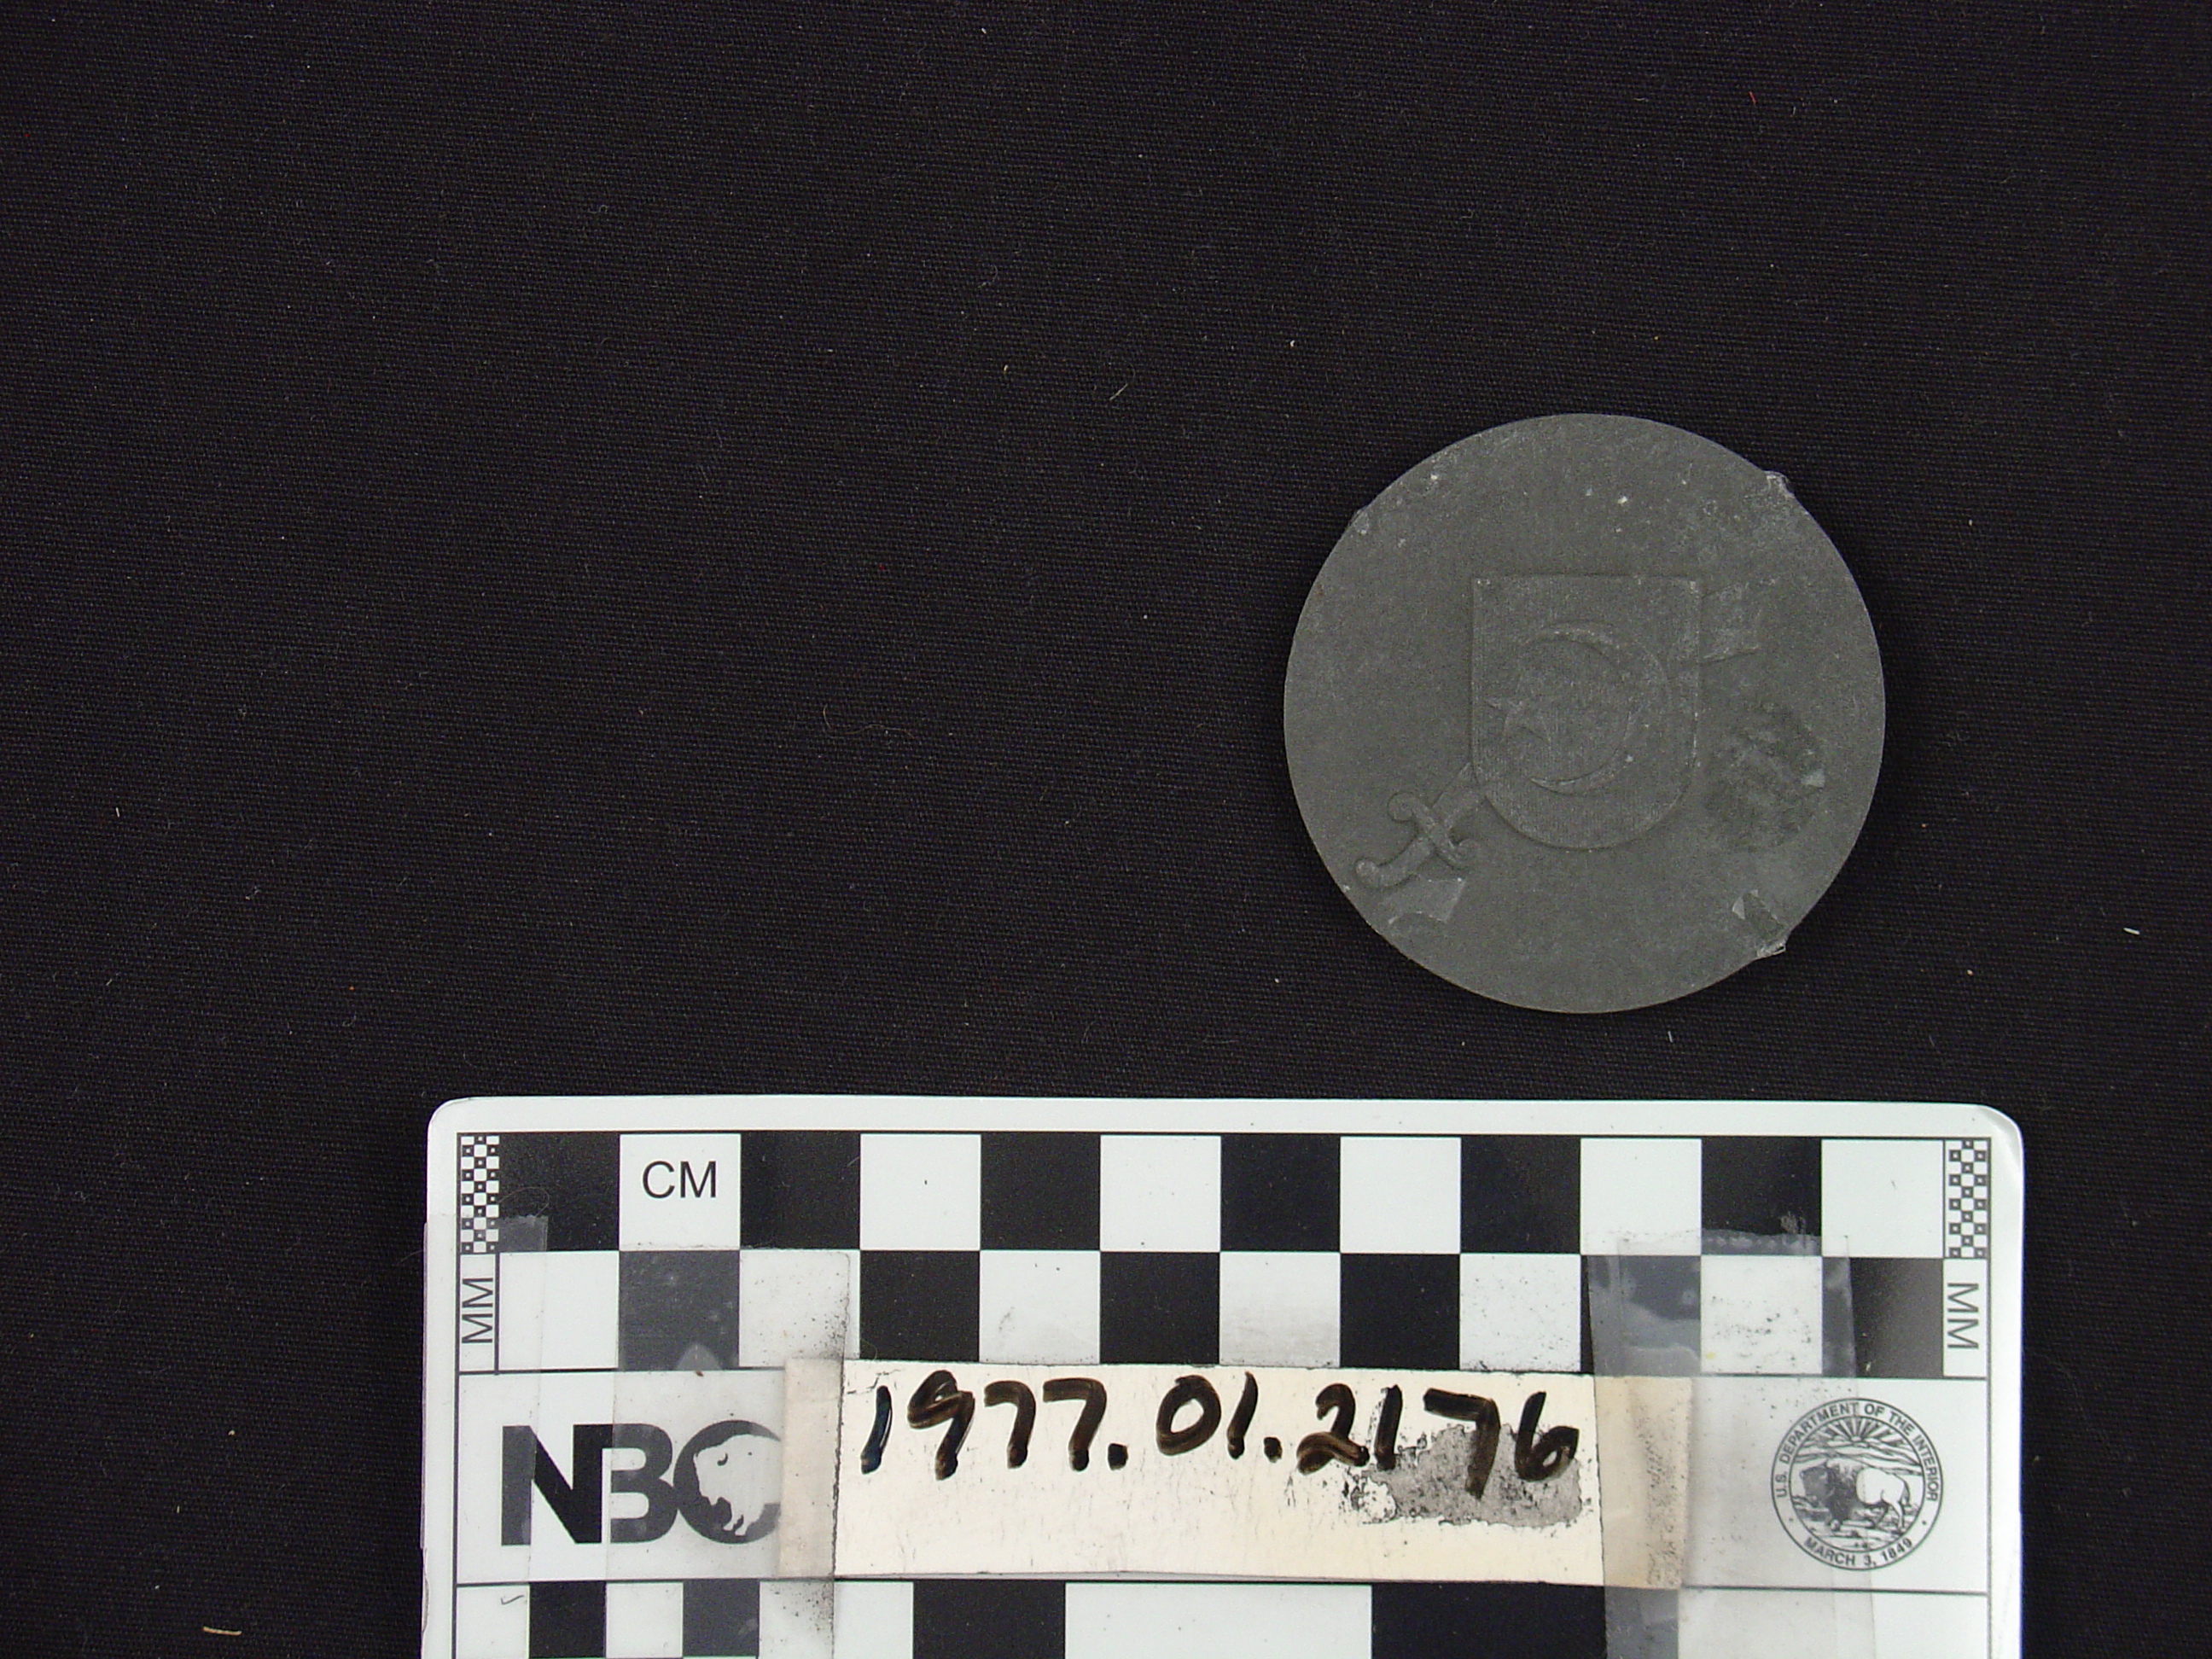 CM
MM
MM
NBC
1977.01.2176
U.S. DEPARTMENT OF THE INTERIOR
MARCH 3, 1849